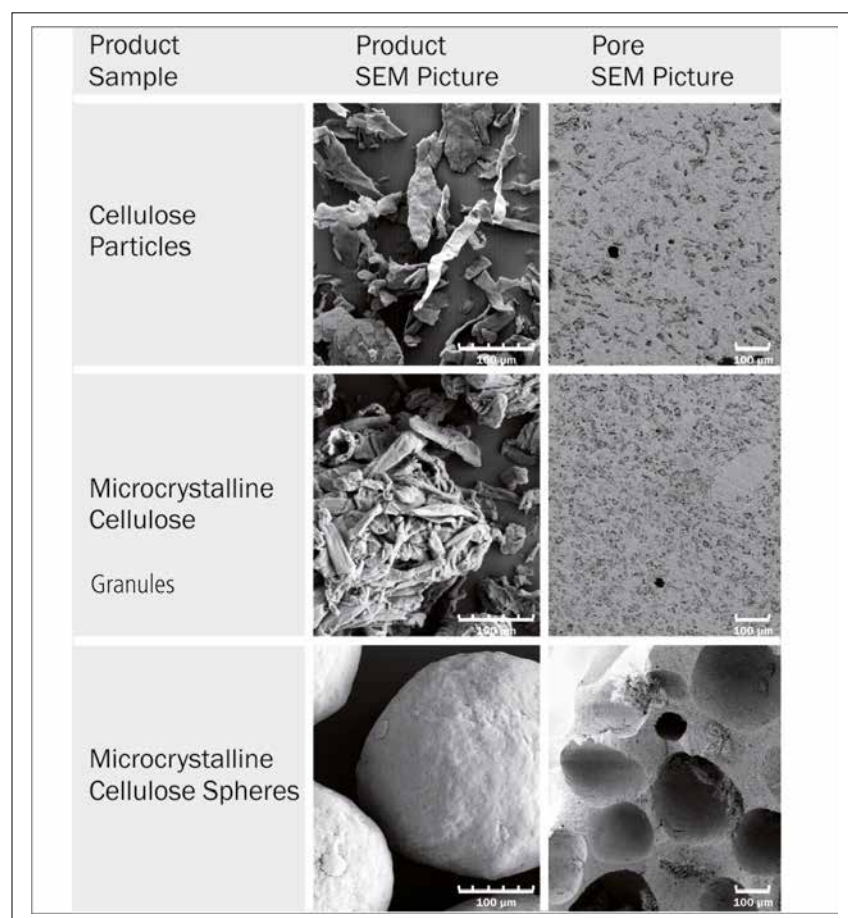 Product
Sample
Product
SEM Picture
Pore
SEM Picture
Cellulose
Particles
100 µm
100 µm
Microcrystalline
Cellulose
Granules
100 µm
100 µm
Microcrystalline
Cellulose Spheres
100 µm
100 µm